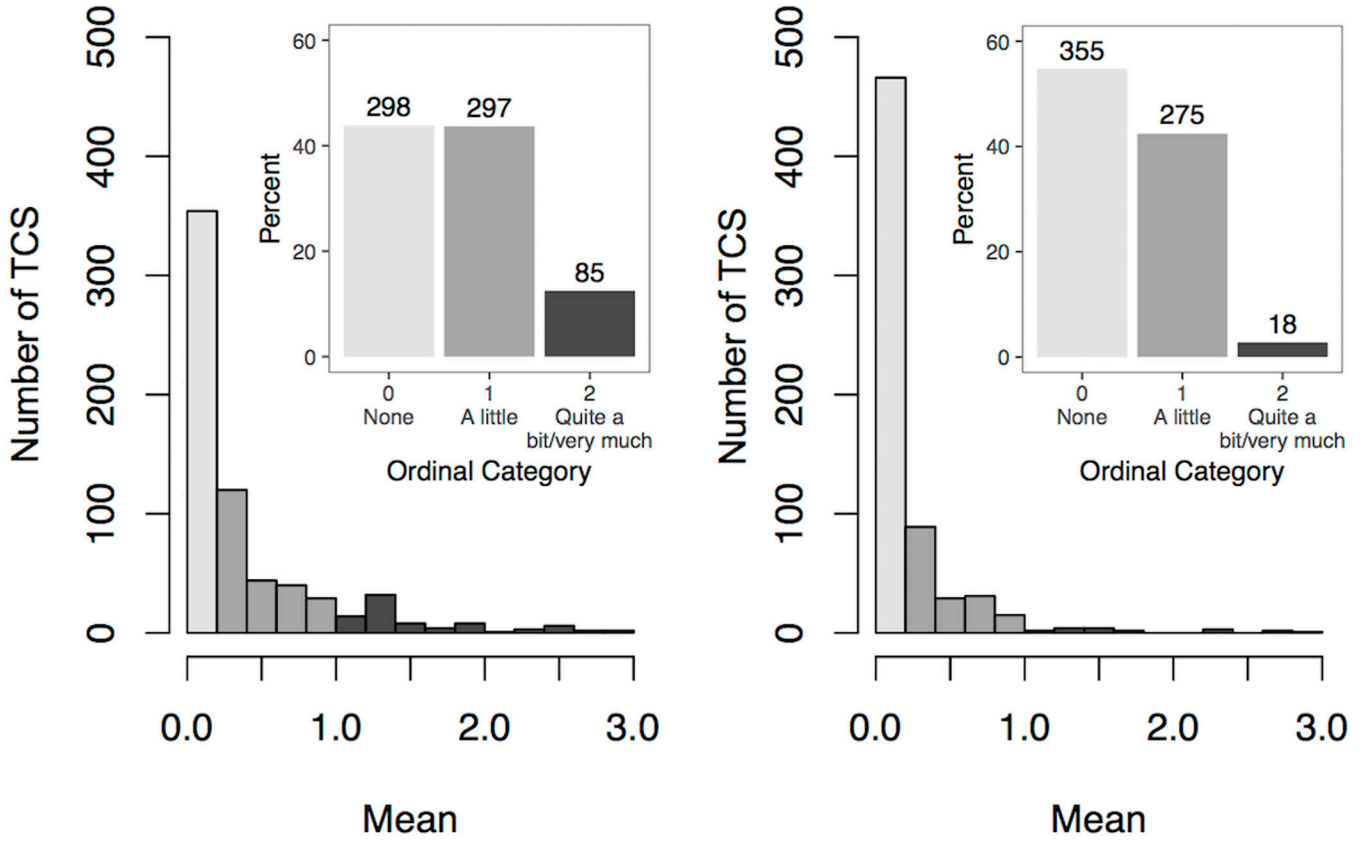 500
400
300
200
100
0
Number of TCS
0.0
1.0
2.0
3.0
Mean
60
40
20
0
Percent
298
297
85
0
1
2
None
A little
Quite a
bit/very much
Ordinal Category
500
400
300
200
100
0
Number of TCS
0.0
1.0
2.0
3.0
Mean
60
40
20
0
Percent
355
275
18
0
1
2
None
A little
Quite a
bit/very much
Ordinal Category